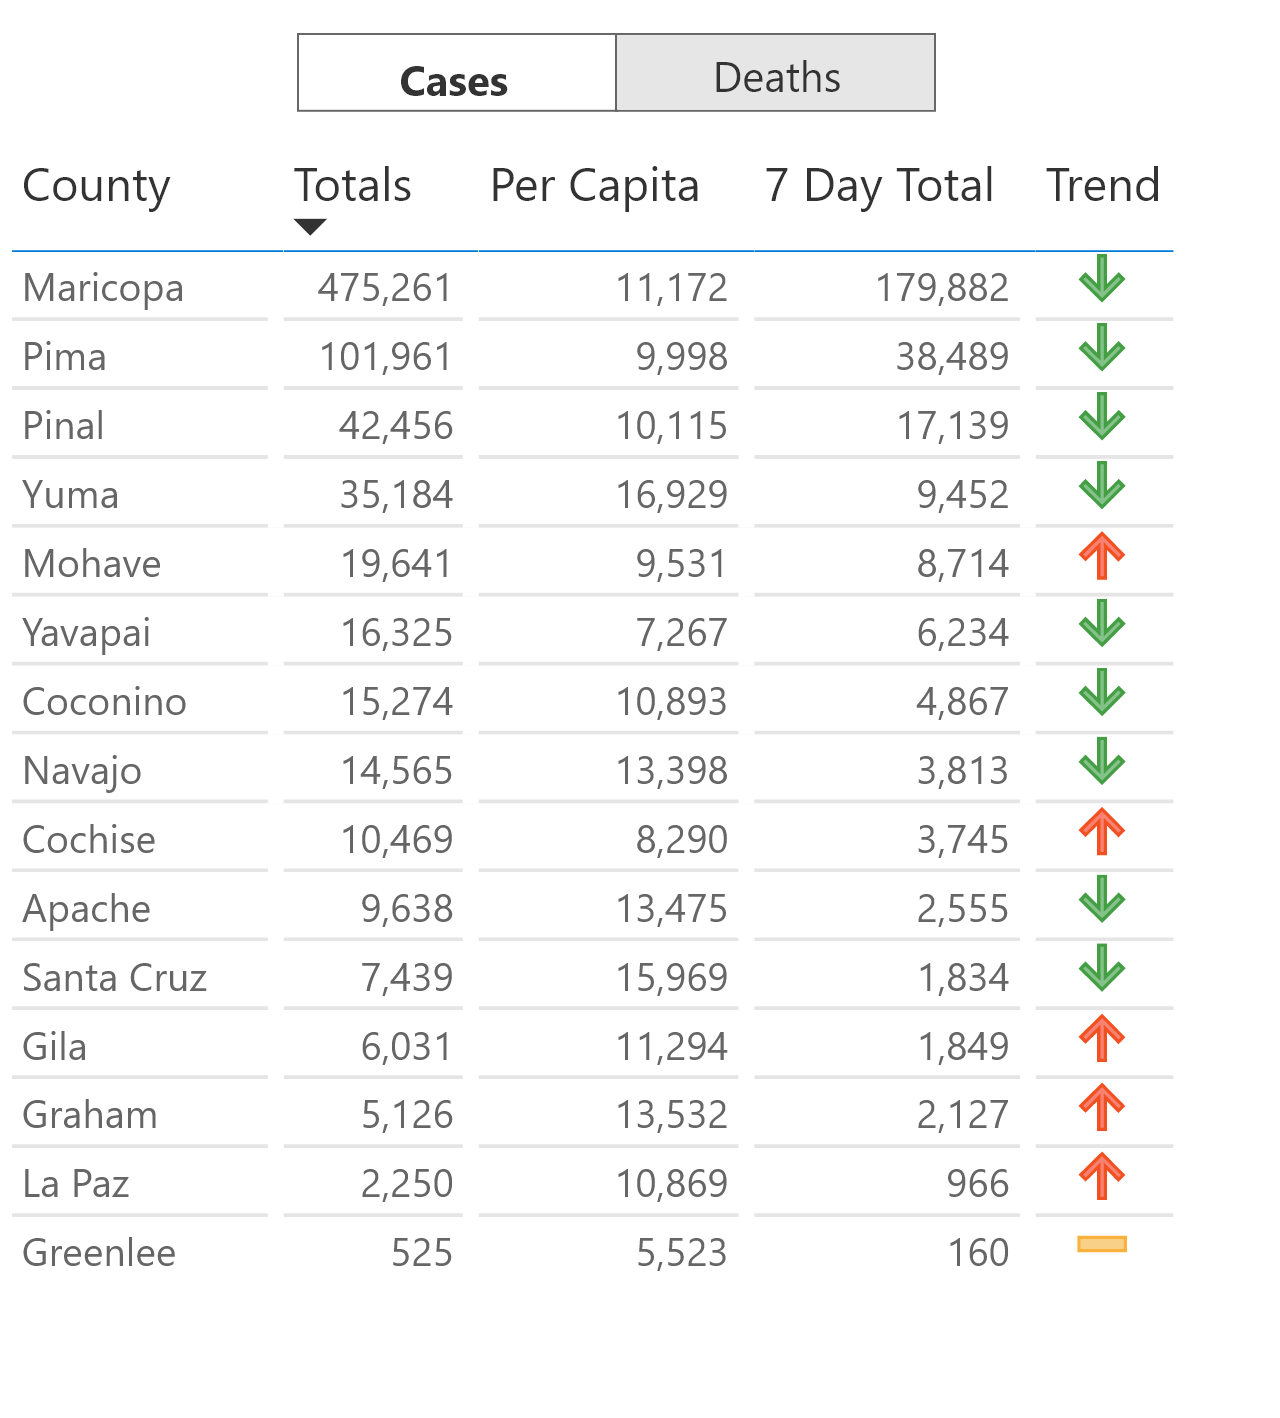 Cases Deaths
County Totals Per Capita 7 Day Total Trend
Maricopa 475,261 11,172 179,882
Pima 101,961 9,998 38,489
Pinal 42,456 10,115 17,139
Yuma 35,184 16,929 9,452
Mohave 19,641 9,531 8,714
Yavapai 16,325 7,267 6,234
Coconino 15,274 10,893 4,867
Navajo 14,565 13,398 3,813
Cochise 10,469 8,290 3,745
Apache 9,638 13,475 2,555
Santa Cruz 7,439 15,969 1,834
Gila 6,031 11,294 1,849
Graham 5,126 13,532 2,127
La Paz 2,250 10,869 966
Greenlee 525 5,523 160